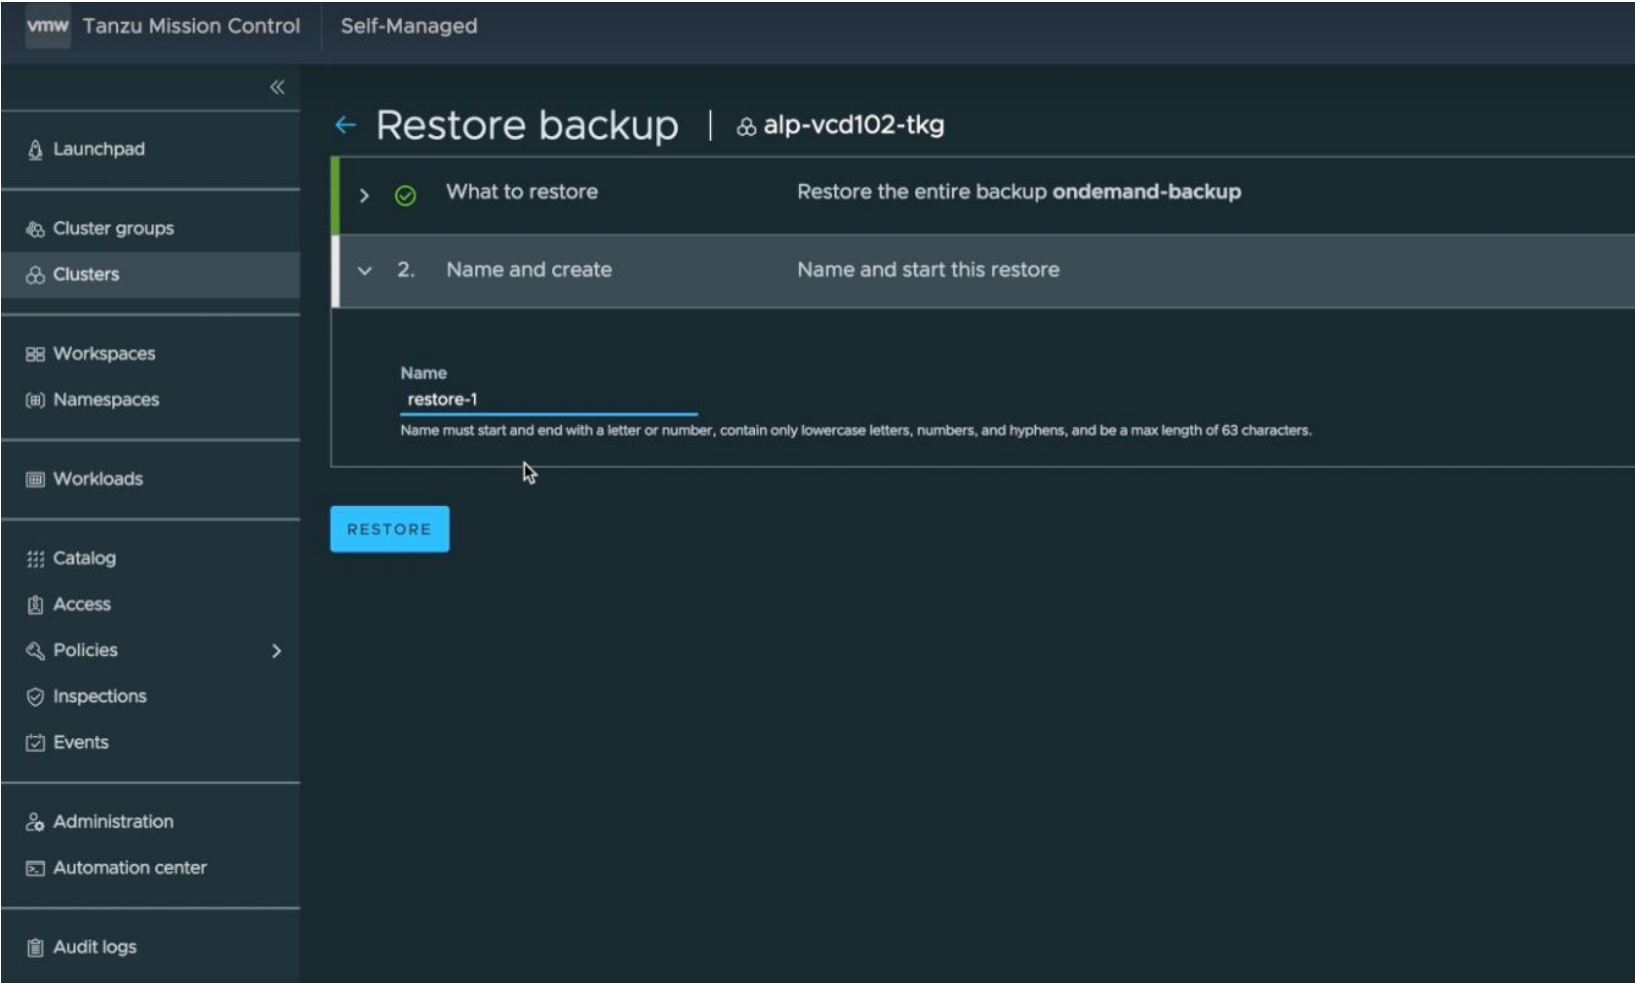 vmw Tanzu Mission Control Self-Managed
Launchpad
Cluster groups
Clusters
Workspaces
Namespaces
Workloads
Catalog
Access
Policies
Inspections
Events
Administration
Automation center
Audit logs
Restore backup | alp-vcd102-tkg
What to restore Restore the entire backup ondemand-backup
2. Name and create Name and start this restore
Name
restore-1
Name must start and end with a letter or number, contain only lowercase letters, numbers, and hyphens, and be a max length of 63 characters.
RESTORE